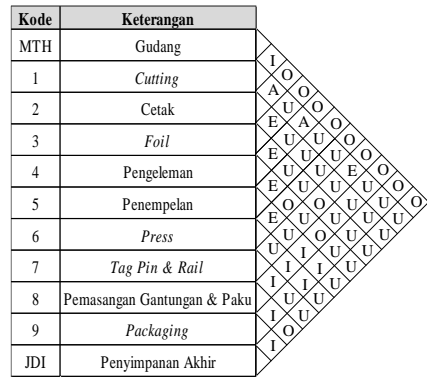 Kode Keterangan
MTH Gudang
1 Cutting
2 Cetak
3 Foil
4 Pengeleman
5 Penempelan
6 Press
7 Tag Pin & Rail
8 Pemasangan Gantungan & Paku
9 Packaging
JDI Penyimpanan Akhir
I
O
A O
U O
E A O
U U O
E U U O
U U E O
E U U U O
O O U U O
E U U U U
U O U U
U I U U
I I U
I I U
U U
I U
O
I